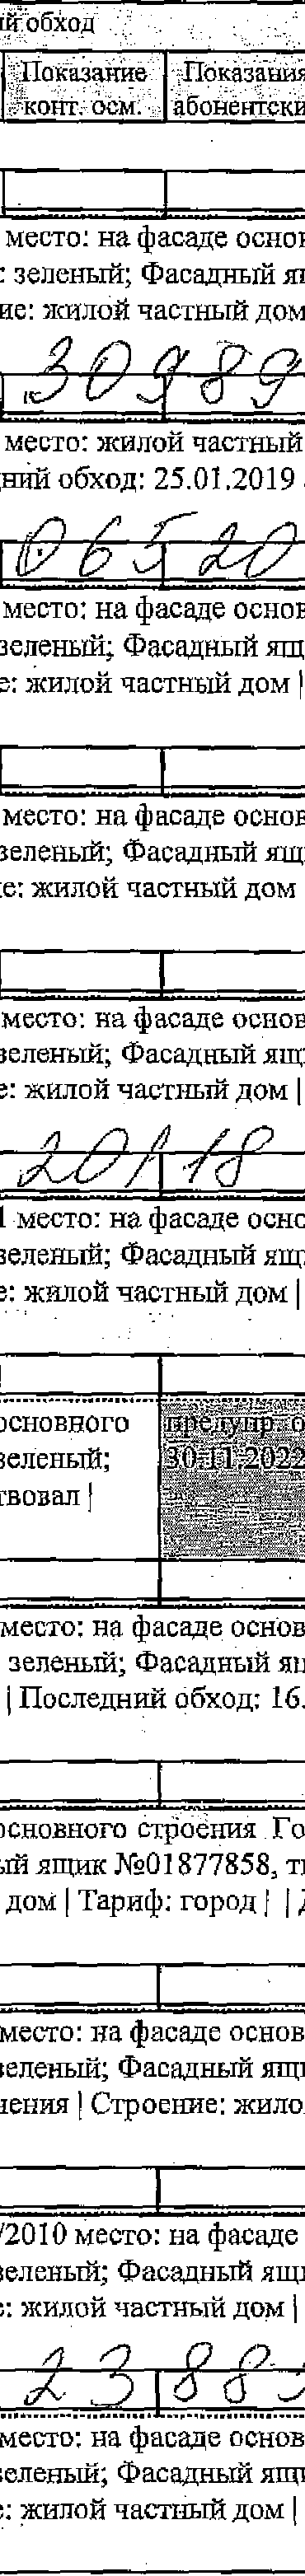 ый обход
Показание Показания
конт. осм. абонентски
место: на фасаде основ
: зеленый; Фасадный ящ
ие: жилой частный дом
30989
место: жилой частный
дний обход: 25.01.2019
06520
место: на фасаде основ
зеленый; Фасадный ящ
е: жилой частный дом |
место: на фасаде основ
зеленый; Фасадный ящ
е: жилой частный дом
место: на фасаде основ
зеленый; Фасадный ящ
е: жилой частный дом |
20118
1 место: на фасаде осно
зеленый; Фасадный ящ
е: жилой частный дом |
основного предупр. о
зеленый; 30.11.2022
твовал |
место: на фасаде основ
зеленый; Фасадный ящ
| Последний обход: 16.
основного строения Го
ый ящик №01877858, ти
дом | Тариф: город | | Д
место: на фасаде основ
зеленый; Фасадный ящ
нения | Строение: жило
/2010 место: на фасаде
зеленый; Фасадный ящ
е: жилой частный дом |
2388
место: на фасаде основ
зеленый; Фасадный ящ
е: жилой частный дом |